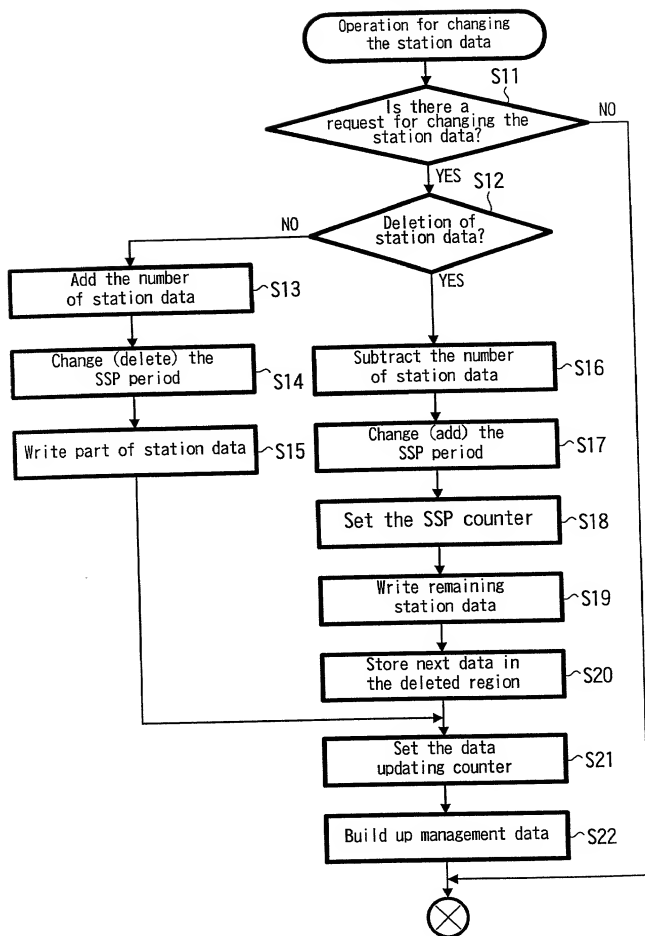 Operation for changing
the station data
S11
Is there a
request for changing the
station data?
NO
YES
S12
Deletion of
station data?
NO
YES
Add the number
of station data
S13
Change (delete) the
SSP period
S14
Write part of station data
S15
Subtract the number
of station data
S16
Change (add) the
SSP period
S17
Set the SSP counter
S18
Write remaining
station data
S19
Store next data in
the deleted region
S20
Set the data
updating counter
S21
Build up management data
S22